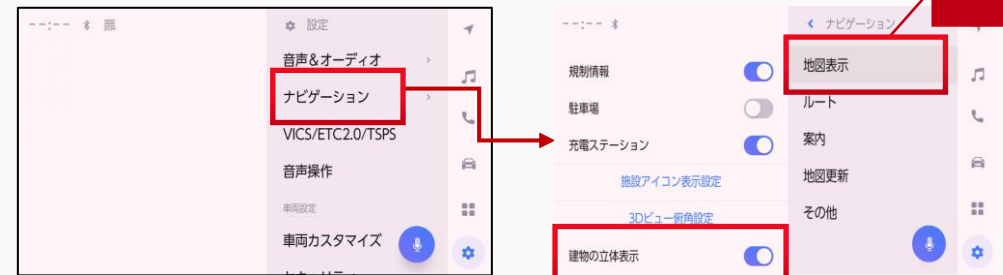 --:--
設定
音声&オーディオ
ナビゲーション
VICS/ETC2.0/TSPS
音声操作
車両設定
車両カスタマイズ
--:--
規制情報
駐車場
充電ステーション
施設アイコン表示設定
3Dビュー俯角設定
建物の立体表示
ナビゲーション
地図表示
ルート
案内
地図更新
その他